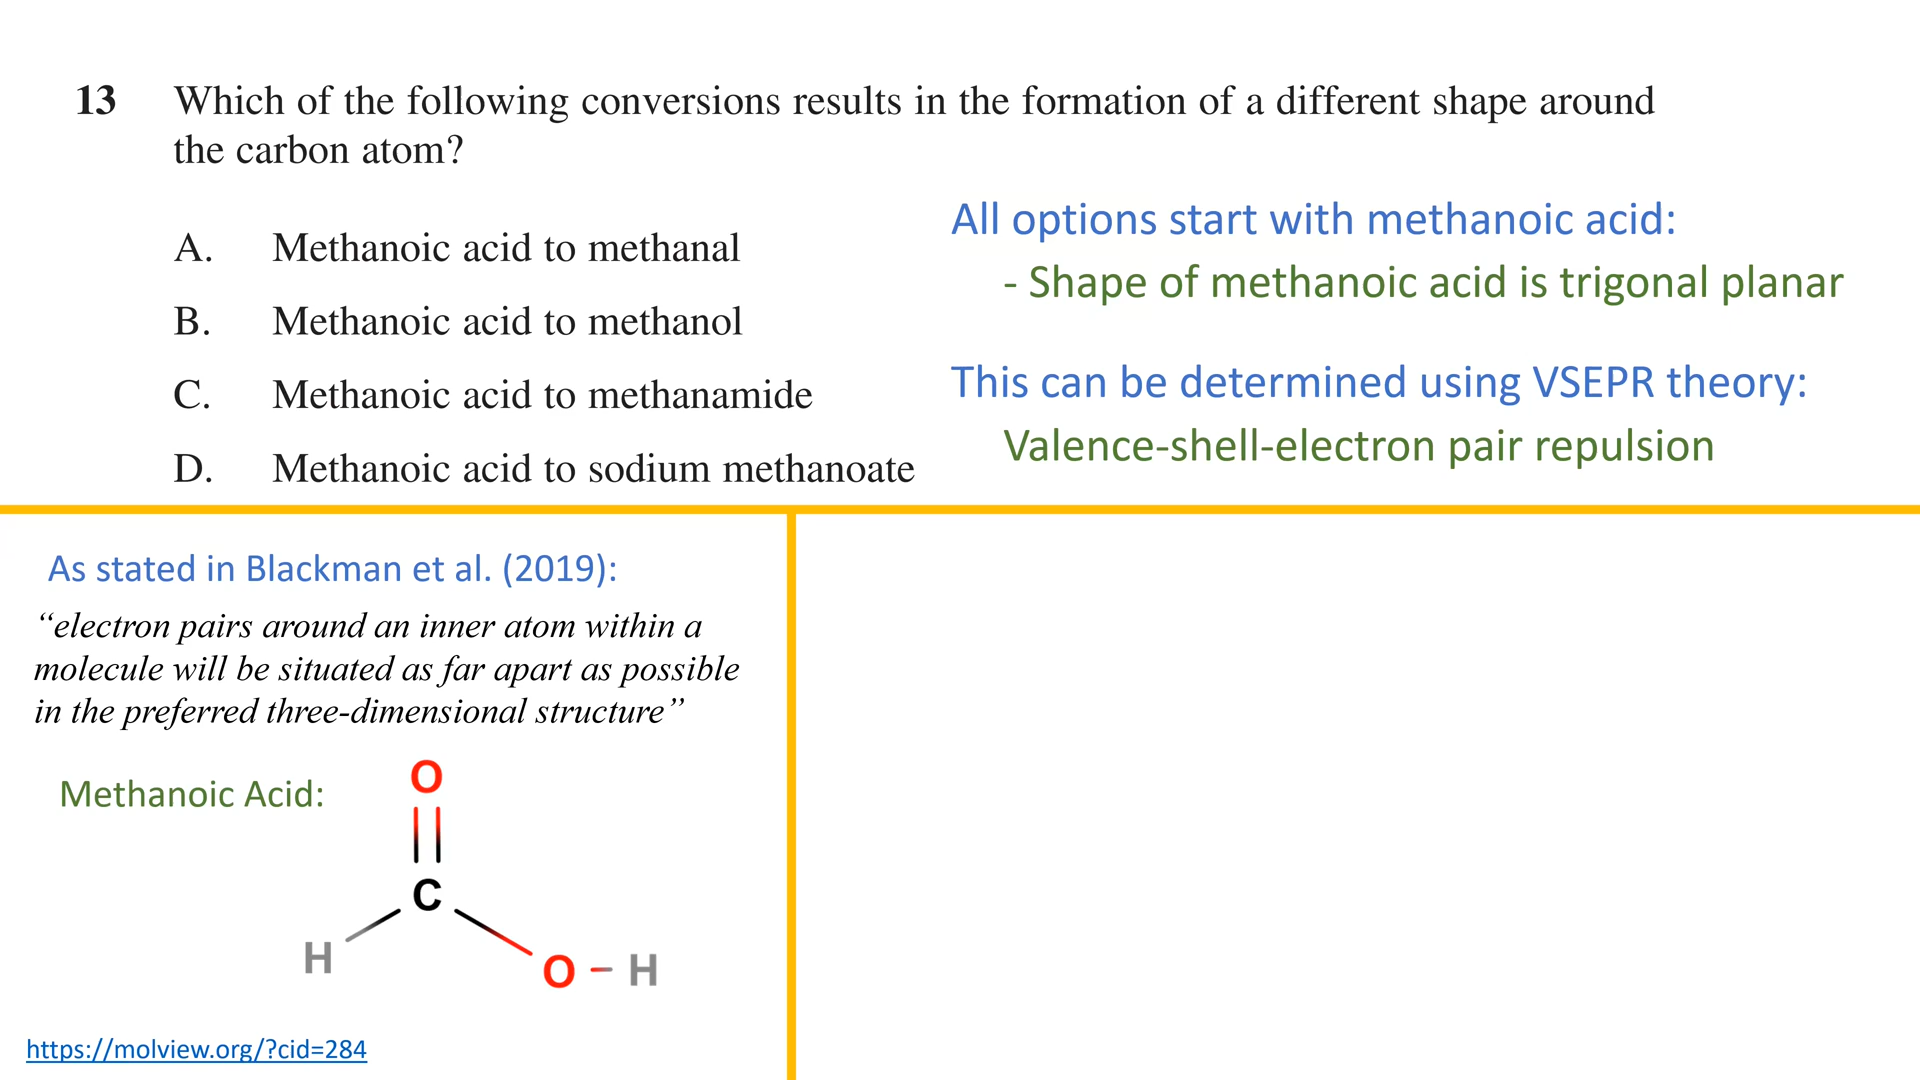 13 Which of the following conversions results in the formation of a different shape around
the carbon atom?
A. Methanoic acid to methanal
B. Methanoic acid to methanol
C. Methanoic acid to methanamide
D. Methanoic acid to sodium methanoate
All options start with methanoic acid:
- Shape of methanoic acid is trigonal planar
This can be determined using VSEPR theory:
Valence-shell-electron pair repulsion
As stated in Blackman et al. (2019):
“electron pairs around an inner atom within a
molecule will be situated as far apart as possible
in the preferred three-dimensional structure”
Methanoic Acid:
O
C
H
O – H
https://molview.org/?cid=284